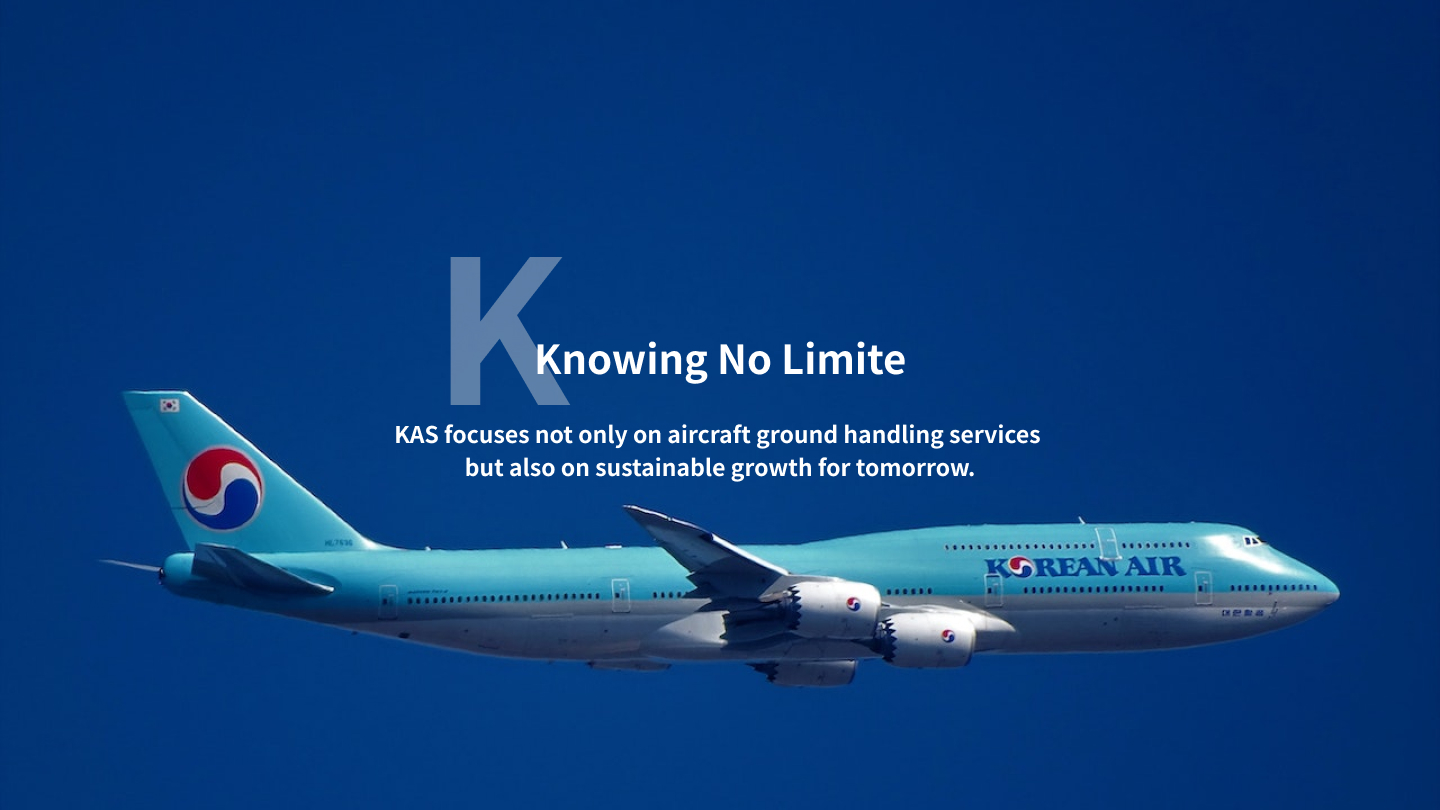 K
Knowing No Limite
KAS focuses not only on aircraft ground handling services
but also on sustainable growth for tomorrow.
KOREAN AIR
대한항공
HL7630